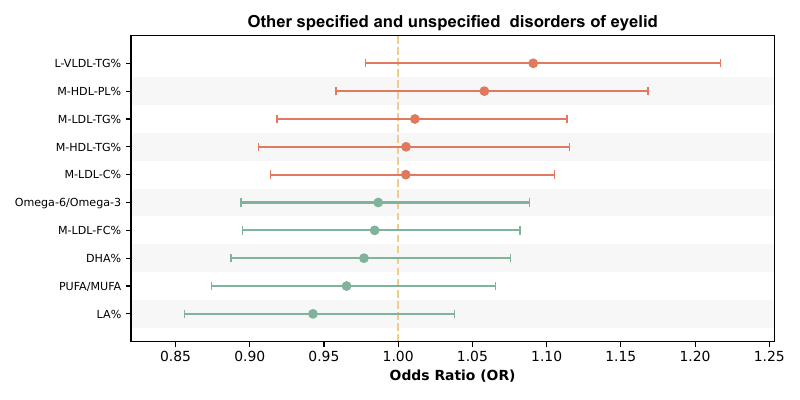 Other specified and unspecified  disorders of eyelid
L-VLDL-TG%
M-HDL-PL%
M-LDL-TG%
M-HDL-TG%
M-LDL-C%
Omega-6/Omega-3
M-LDL-FC%
DHA%
PUFA/MUFA
LA%
0.85 0.90 0.95 1.00 1.05 1.10 1.15 1.20 1.25
Odds Ratio (OR)